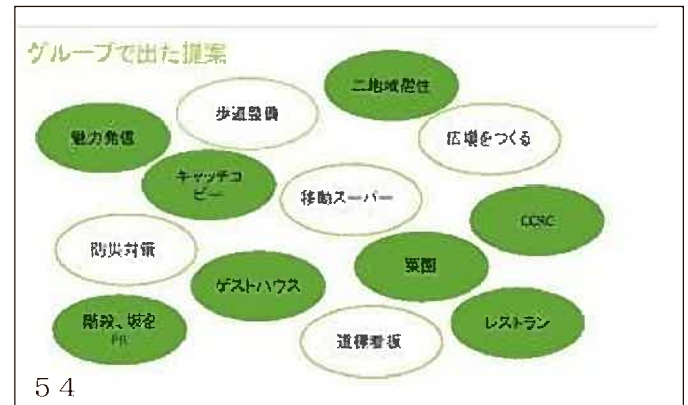 グループで出た提案
二地域居住
歩道整備
魅力発信
広場をつくる
キャッチコ
ピー
移動スーパー
CCRC
防災対策
菜園
ゲストハウス
階段、坂を
PR
レストラン
道標看板
54